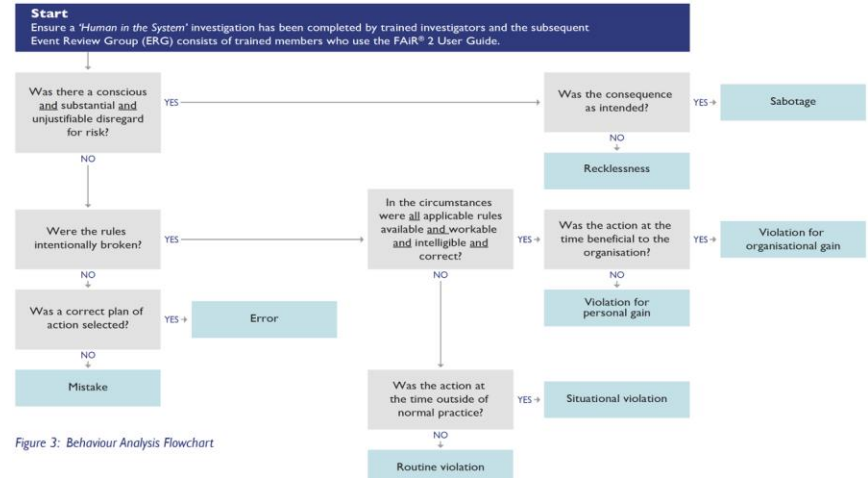 Start
Ensure a ‘Human in the System’ investigation has been completed by trained investigators and the subsequent
Event Review Group (ERG) consists of trained members who use the FAiR® 2 User Guide.
Was there a conscious
and substantial and
unjustifiable disregard
for risk?
YES
Was the consequence
as intended?
YES
Sabotage
NO
NO
Recklessness
Were the rules
intentionally broken?
YES
In the circumstances
were all applicable rules
available and workable
and intelligible and
correct?
YES
Was the action at the
time beneficial to the
organisation?
YES
Violation for
organisational gain
NO
NO
NO
Violation for
personal gain
Was a correct plan of
action selected?
YES
Error
NO
Mistake
Was the action at
the time outside of
normal practice?
YES
Situational violation
NO
Routine violation
Figure 3: Behaviour Analysis Flowchart